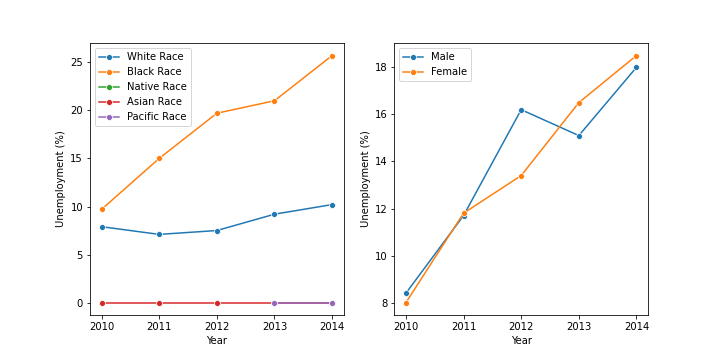 White Race
Black Race
Native Race
Asian Race
Pacific Race
Unemployment (%)
25
20
15
10
5
0
2010 2011 2012 2013 2014
Year
Male
Female
Unemployment (%)
18
16
14
12
10
8
2010 2011 2012 2013 2014
Year